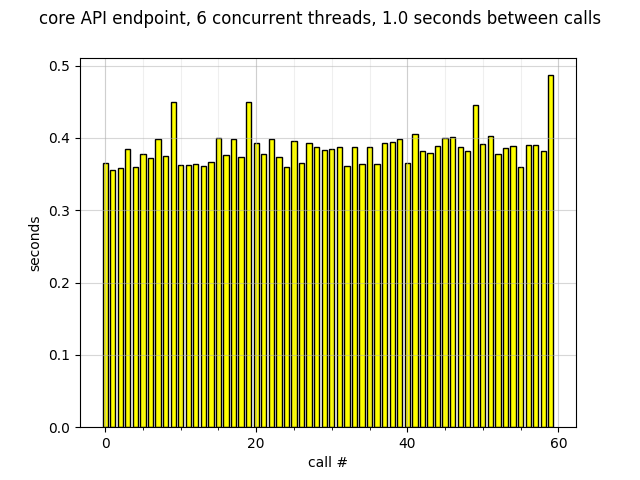 core API endpoint, 6 concurrent threads, 1.0 seconds between calls
0.5
0.4
0.3
0.2
0.1
0.0
seconds
0 20 40 60
call #